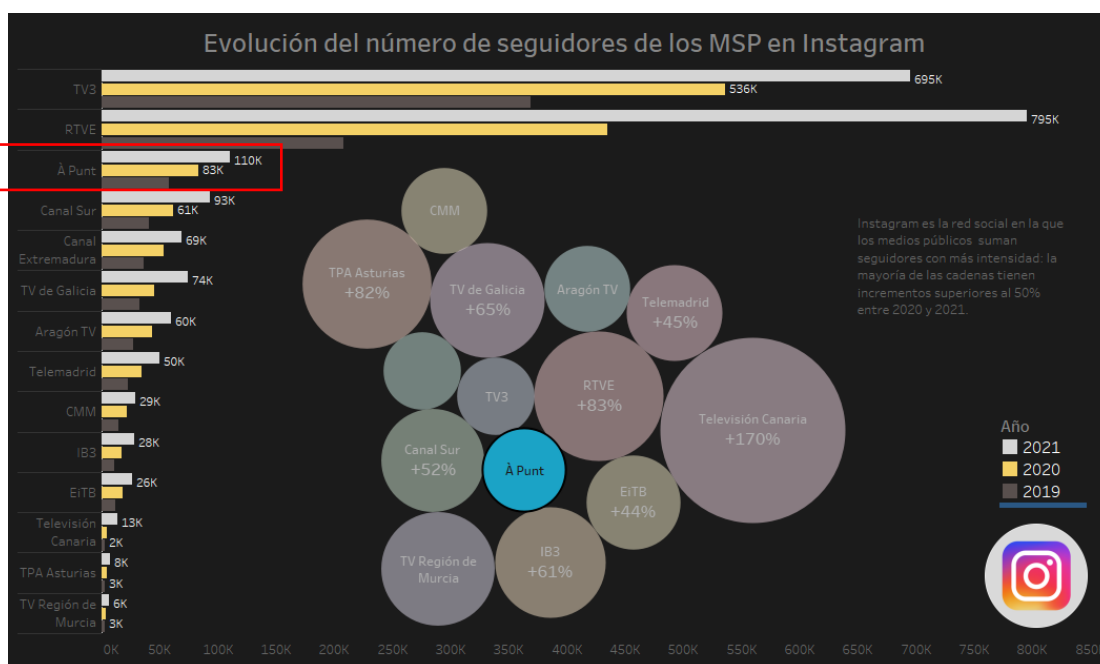 Evolución del número de seguidores de los MSP en Instagram
TV3
695K
536K
RTVE
795K
À Punt
110K
83K
Canal Sur
93K
61K
Canal
Extremadura
69K
TV de Galicia
74K
Aragón TV
60K
Telemadrid
50K
CMM
29K
IB3
28K
EiTB
26K
Televisión
Canaria
13K
2K
TPA Asturias
8K
3K
TV Región de
Murcia
6K
3K
0K 50K 100K 150K 200K 250K 300K 350K 400K 450K 500K 550K 600K 650K 700K 750K 800K
CMM
TPA Asturias
+82%
TV de Galicia
+65%
Aragón TV
Telemadrid
+45%
TV3
RTVE
+83%
Televisión Canaria
+170%
Canal Sur
+52%
À Punt
EiTB
+44%
TV Región de
Murcia
IB3
+61%
Instagram es la red social en la que
los medios públicos suman
seguidores con más intensidad: la
mayoría de las cadenas tienen
incrementos superiores al 50%
entre 2020 y 2021.
Año
2021
2020
2019